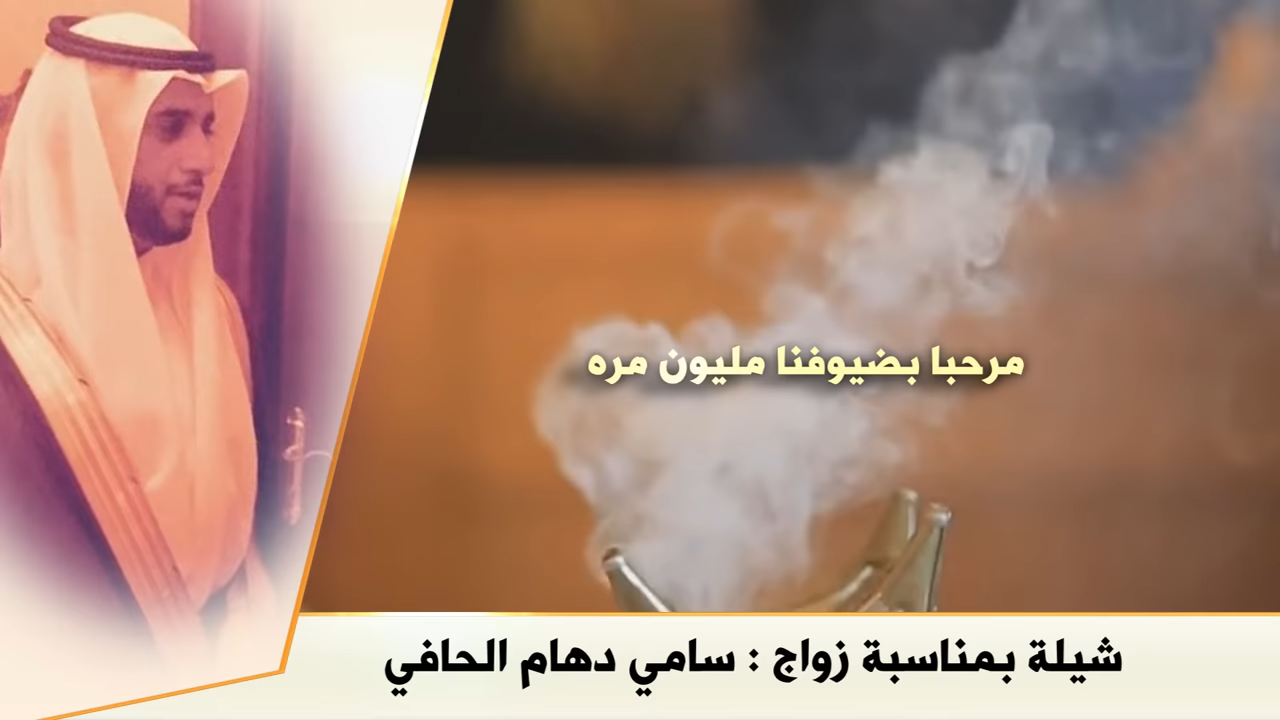 مرحبا بضيوفنا مليون مره
شيلة بمناسبة زواج : سامي دهام الحافي